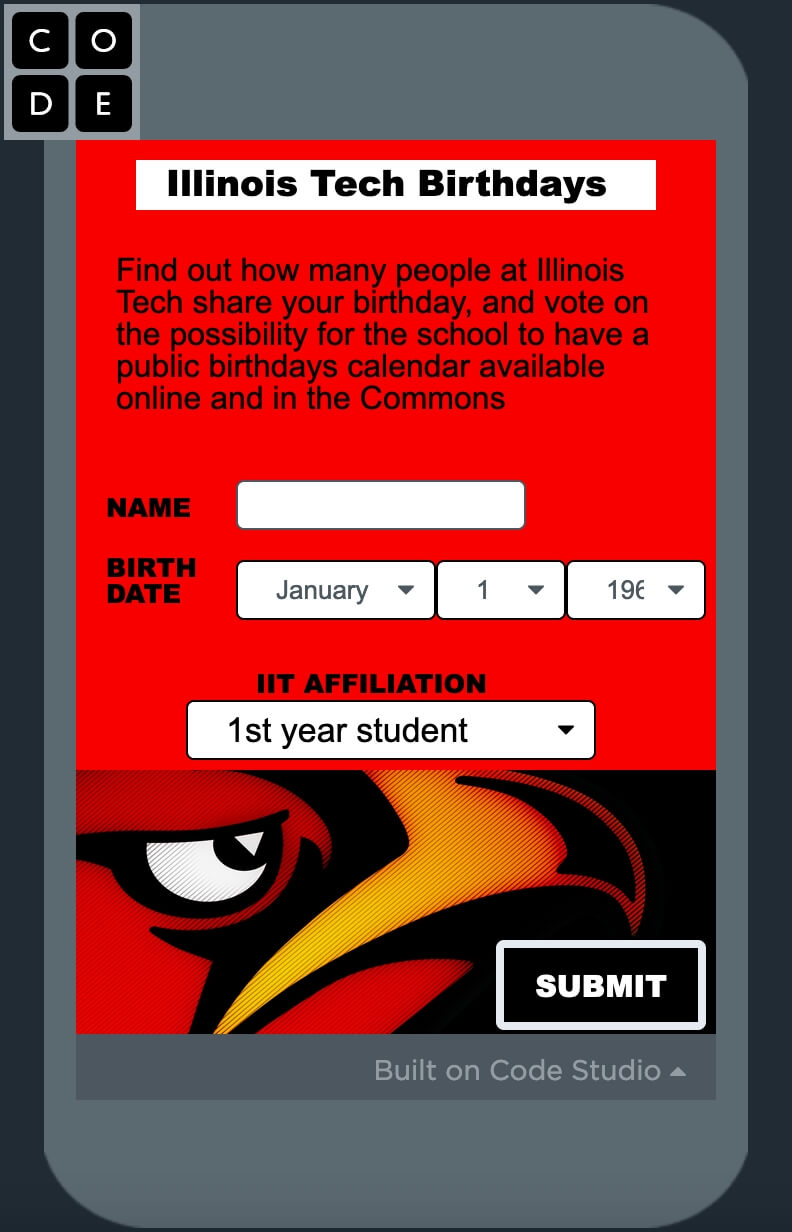 C O
D E
Illinois Tech Birthdays
Find out how many people at Illinois
Tech share your birthday, and vote on
the possibility for the school to have a
public birthdays calendar available
online and in the Commons
NAME
BIRTH
DATE
January 1 196
IIT AFFILIATION
1st year student
SUBMIT
Built on Code Studio